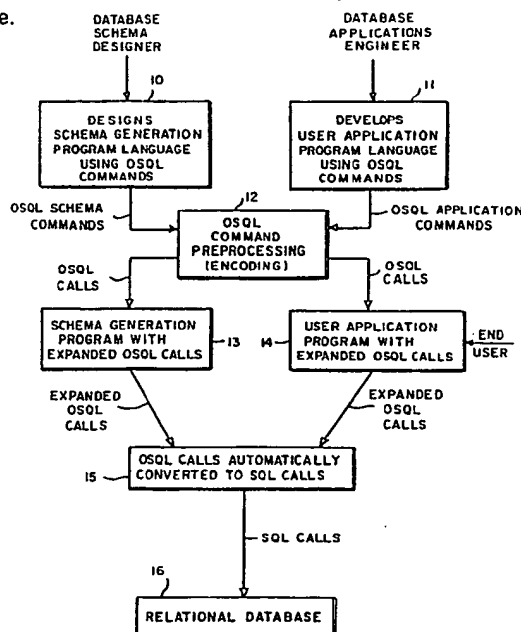 e.
DATABASE
SCHEMA
DESIGNER
DATABASE
APPLICATIONS
ENGINEER
10
11
DESIGNS
SCHEMA GENERATION
PROGRAM LANGUAGE
USING OSQL
COMMANDS
DEVELOPS
USER APPLICATION
PROGRAM LANGUAGE
USING OSQL
COMMANDS
12
OSQL SCHEMA
COMMANDS
OSQL
COMMAND
PREPROCESSING
(ENCODING)
OSQL APPLICATION
COMMANDS
OSQL
CALLS
OSQL
CALLS
SCHEMA GENERATION
PROGRAM WITH
EXPANDED OSQL CALLS
13
14
USER APPLICATION
PROGRAM WITH
EXPANDED OSQL CALLS
END
USER
EXPANDED
OSQL
CALLS
EXPANDED
OSQL
CALLS
OSQL CALLS AUTOMATICALLY
CONVERTED TO SQL CALLS
15
SQL CALLS
16
RELATIONAL DATABASE